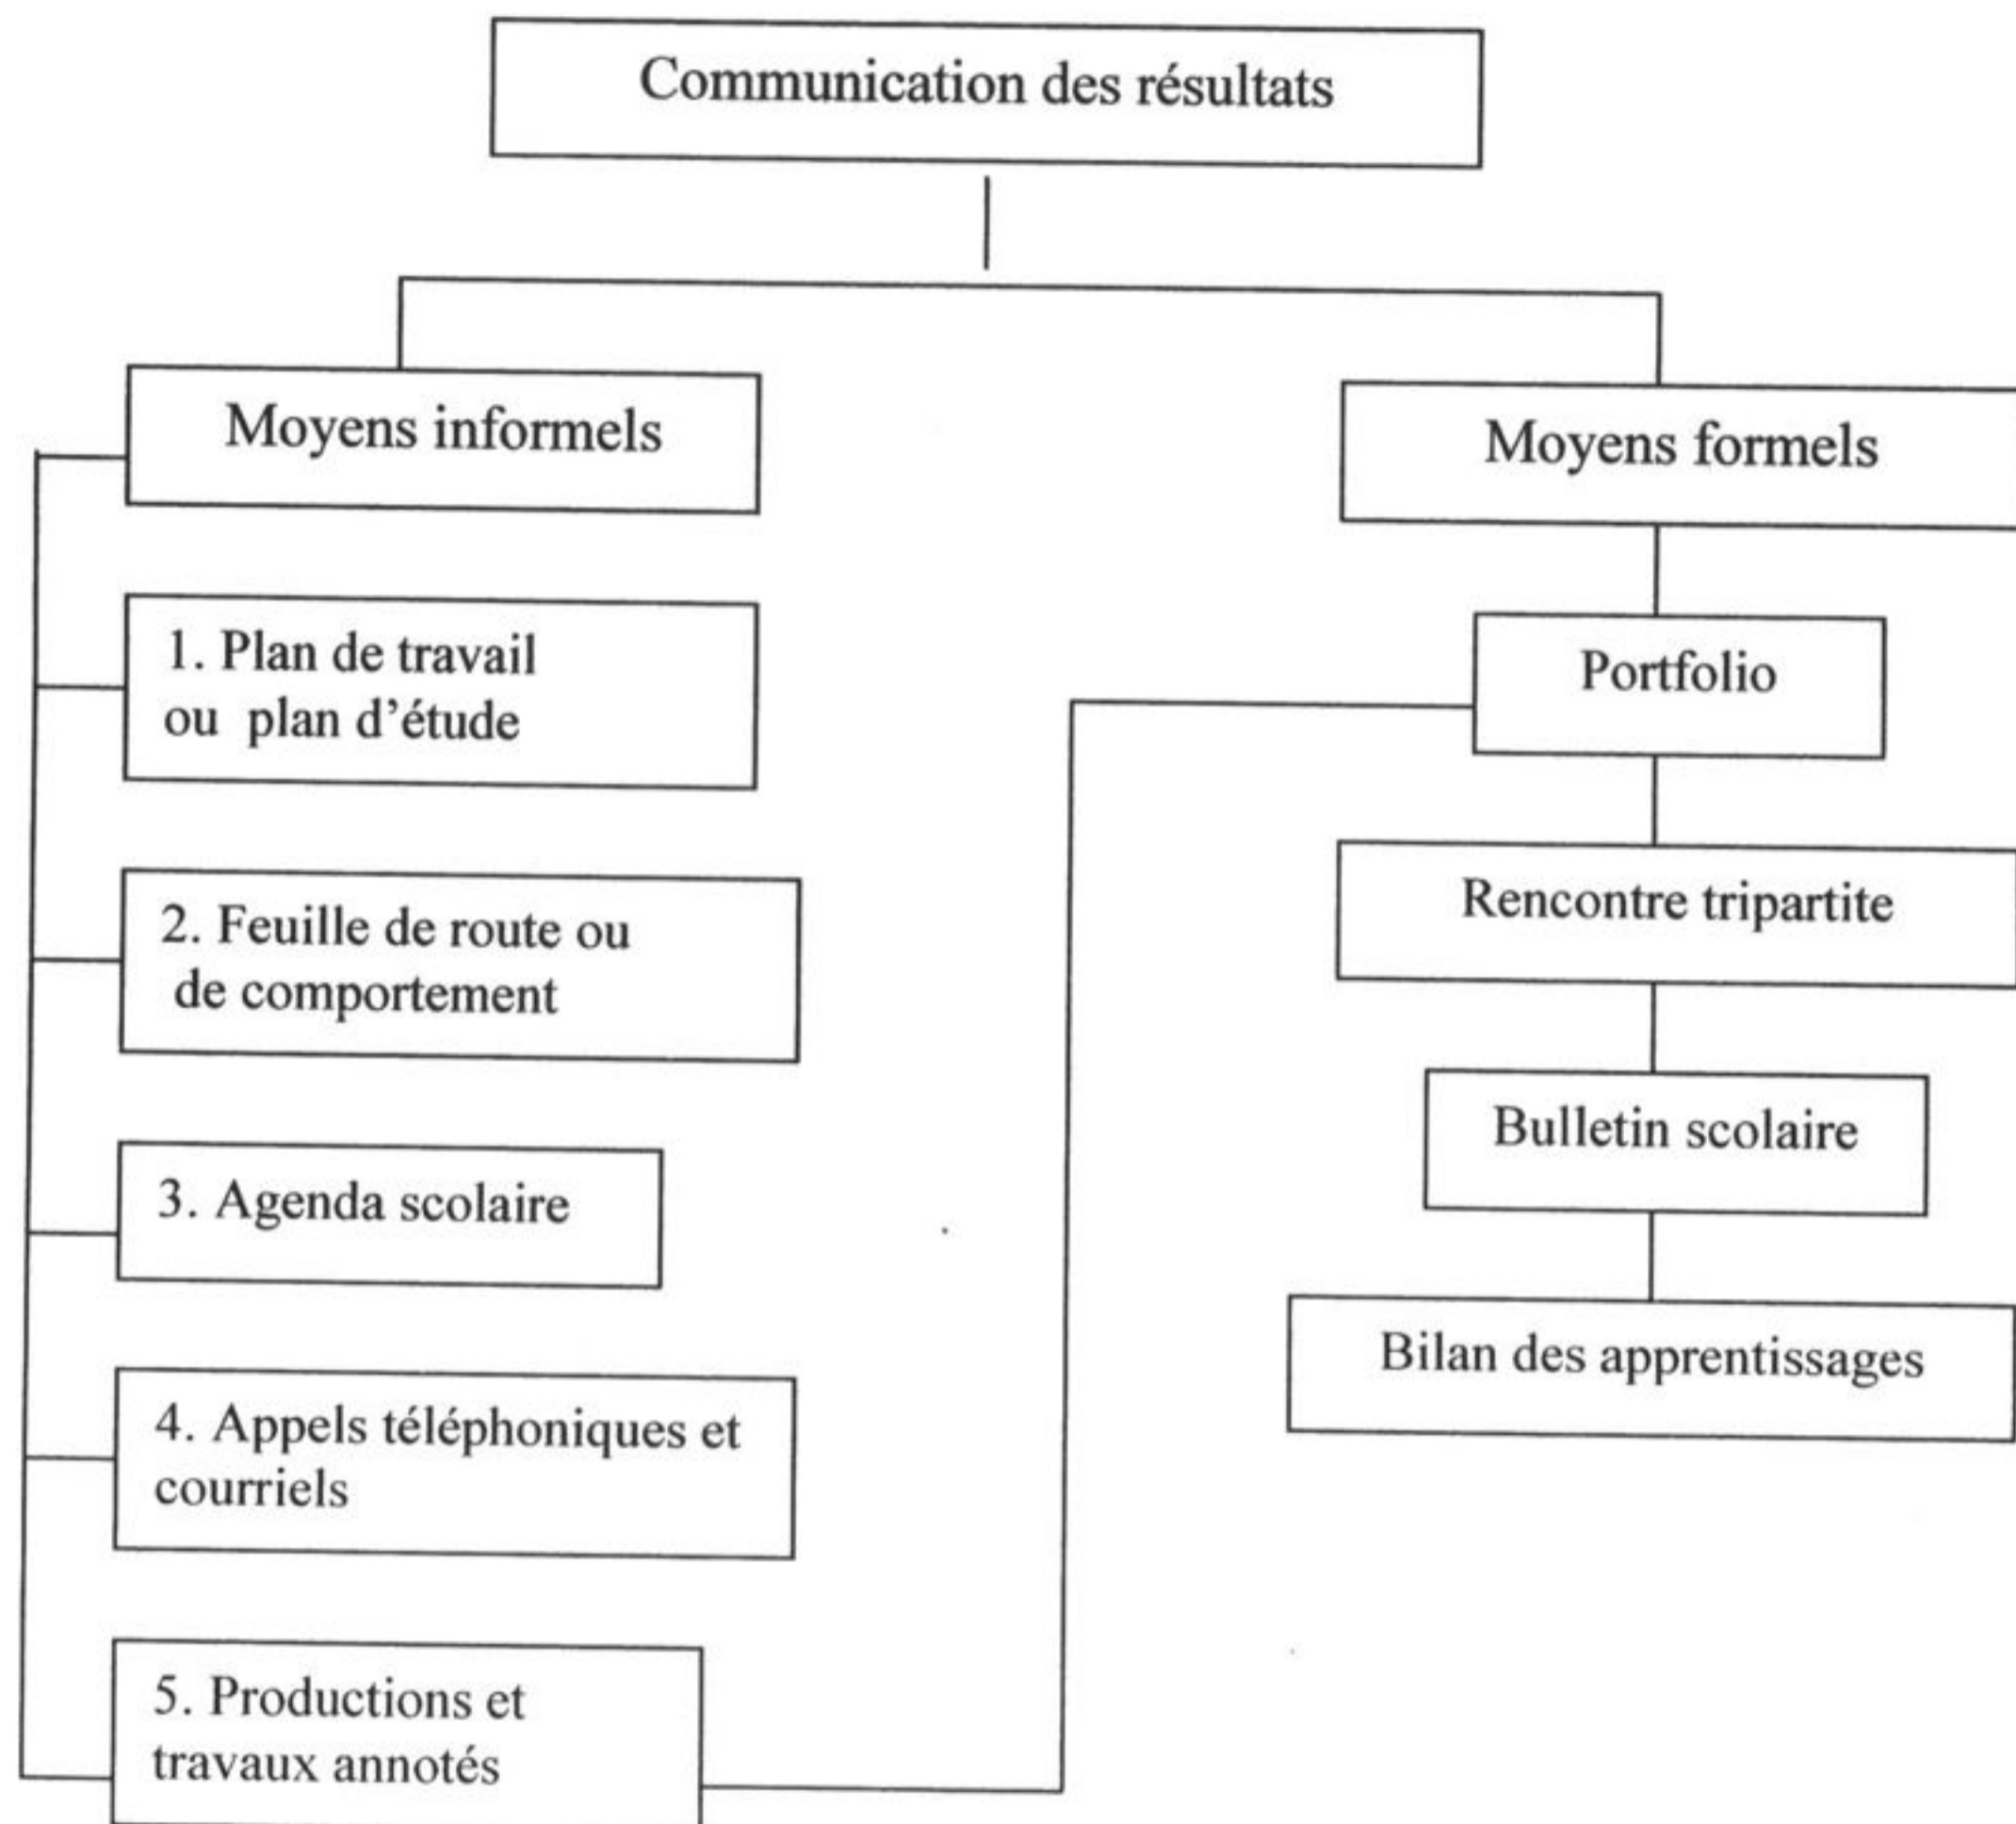 Communication des résultats
Moyens informels
1. Plan de travail
ou plan d'étude
2. Feuille de route ou
de comportement
3. Agenda scolaire
4. Appels téléphoniques et
courriels
5. Productions et
travaux annotés
Moyens formels
Portfolio
Rencontre tripartite
Bulletin scolaire
Bilan des apprentissages